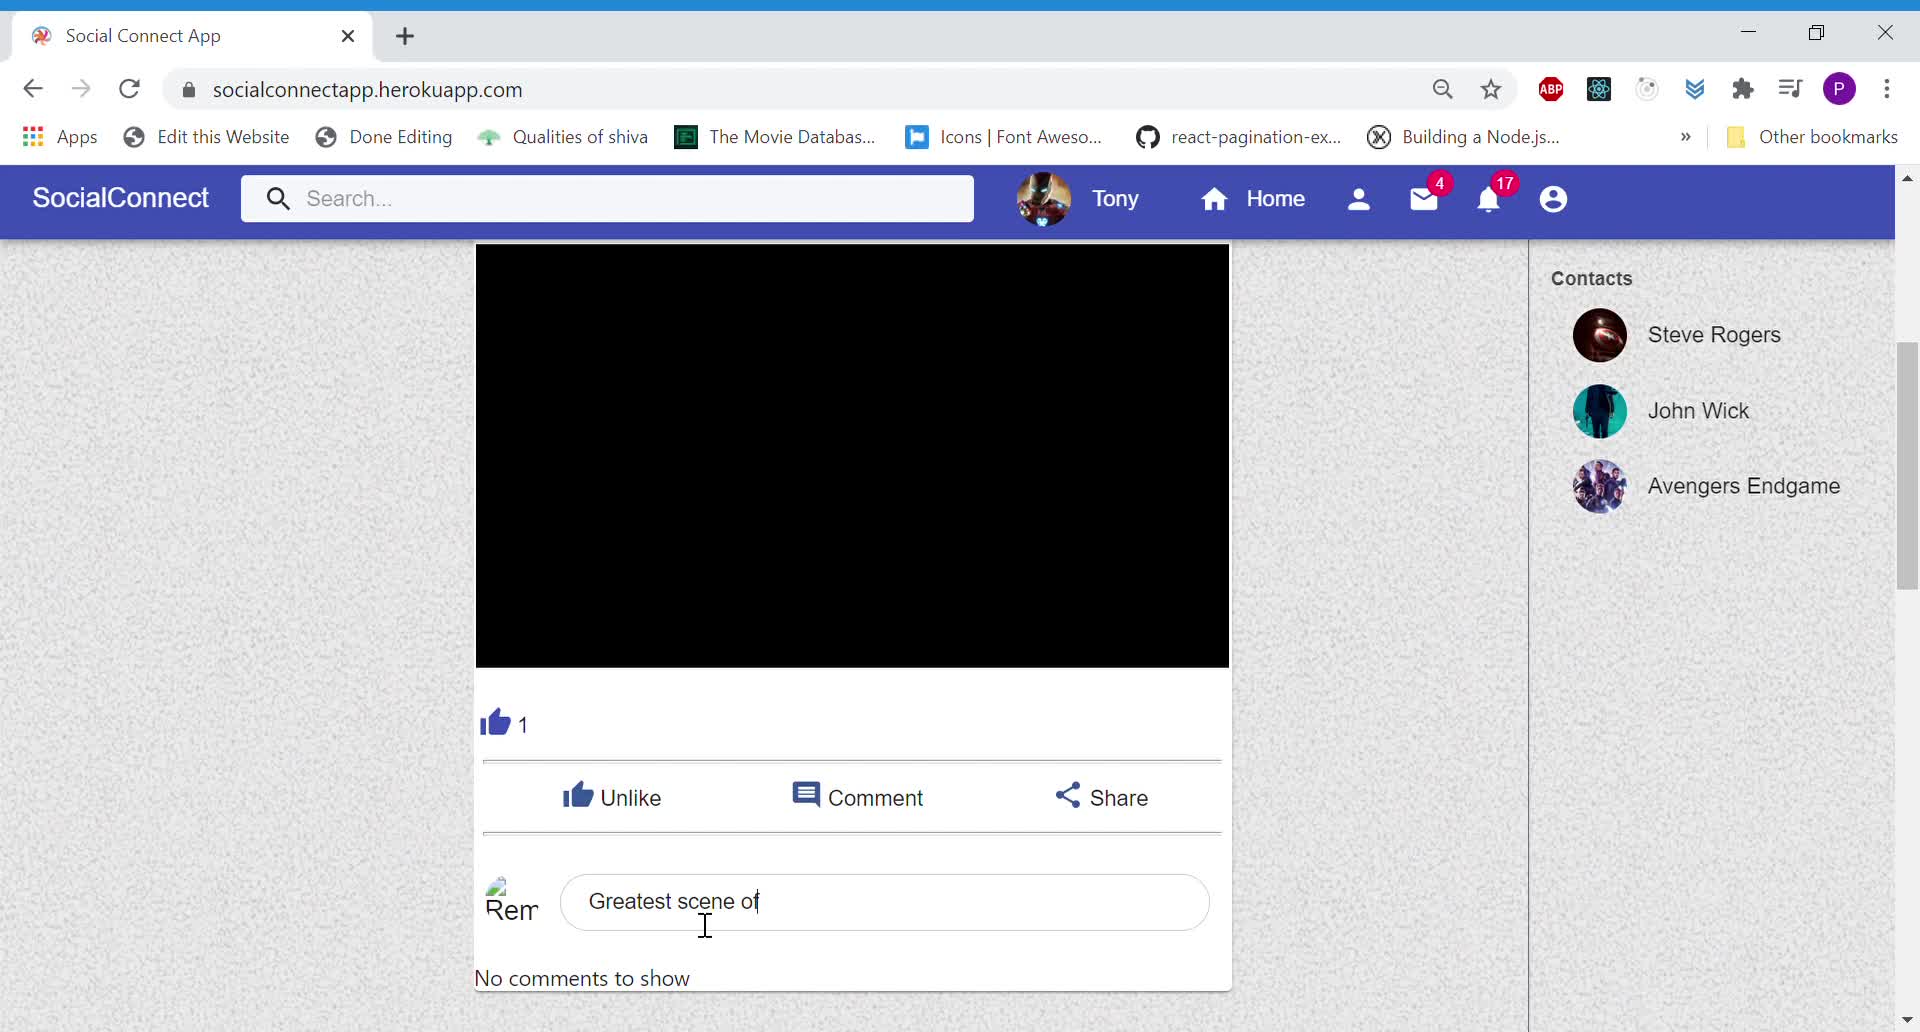 Social Connect App
socialconnectapp.herokuapp.com
ABP
P
Apps
Edit this Website
Done Editing
Qualities of shiva
The Movie Databas...
Icons | Font Aweso...
react-pagination-ex...
Building a Node.js...
»
Other bookmarks
SocialConnect
Search...
Tony
Home
4
17
Contacts
Steve Rogers
John Wick
Avengers Endgame
1
Unlike
Comment
Share
Rem
Greatest scene of
No comments to show